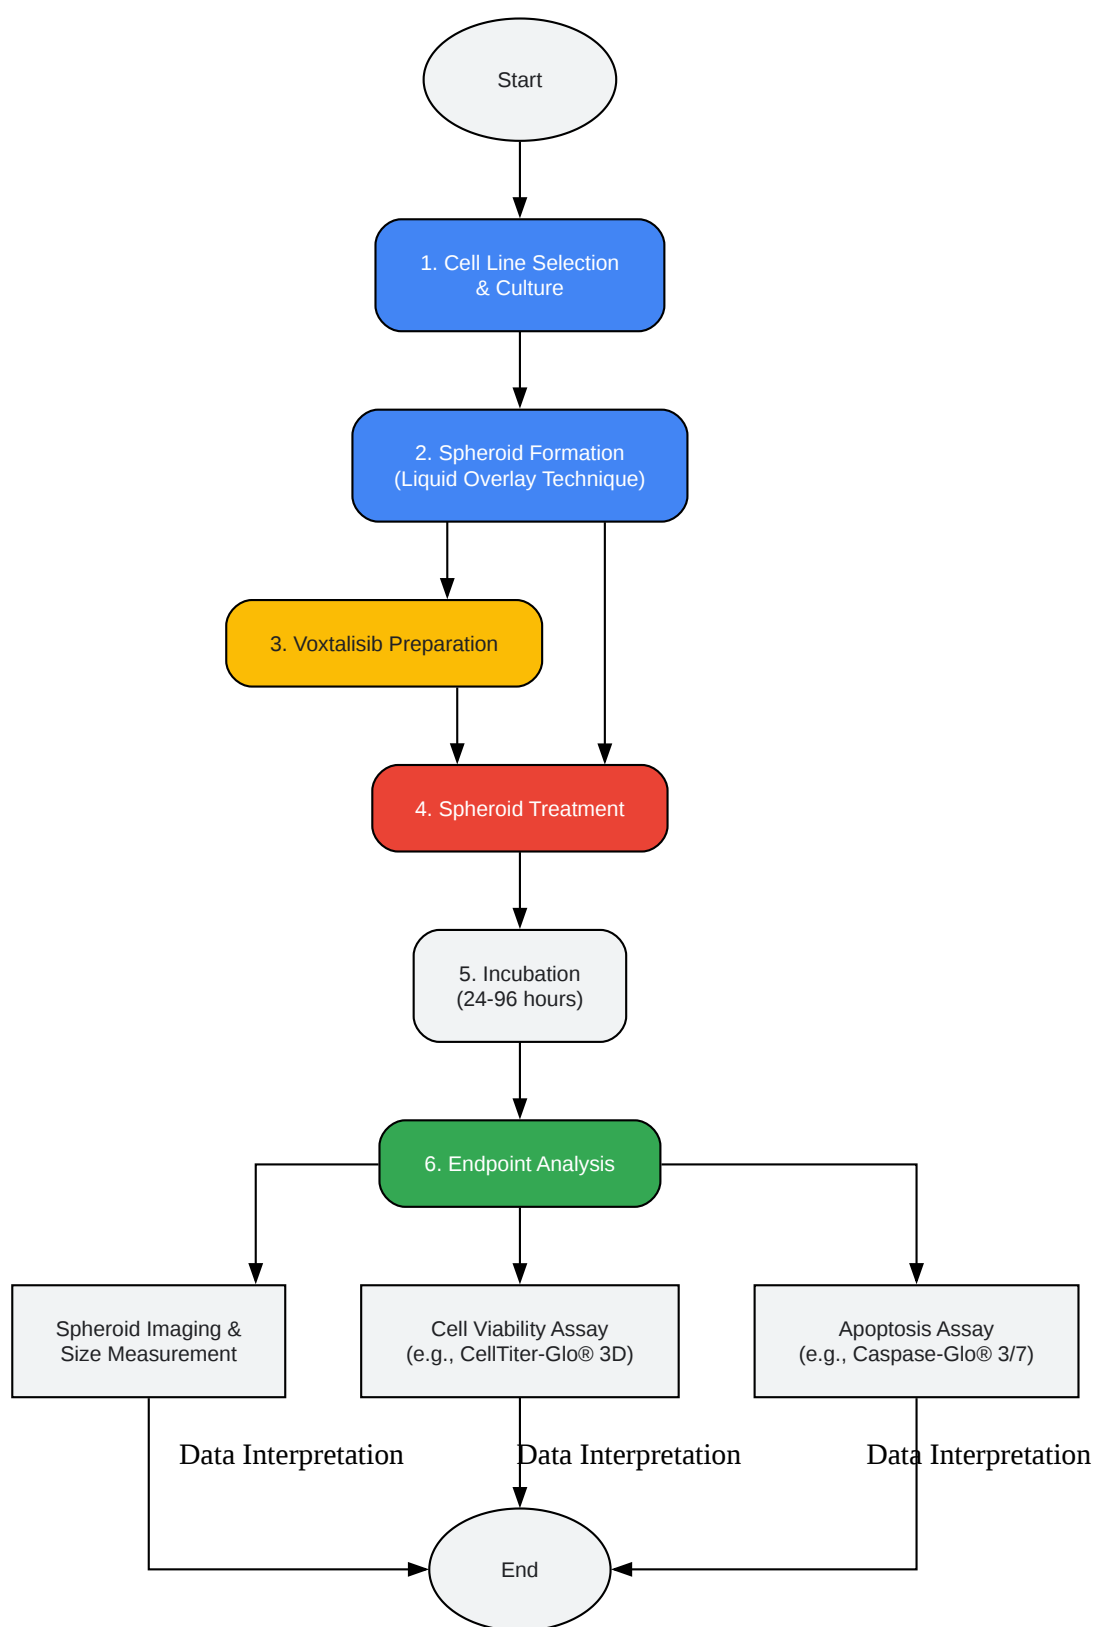 Start
1. Cell Line Selection
& Culture
2. Spheroid Formation
(Liquid Overlay Technique)
3. Voxtalisib Preparation
4. Spheroid Treatment
5. Incubation
(24-96 hours)
6. Endpoint Analysis
Spheroid Imaging &
Size Measurement
Cell Viability Assay
(e.g., CellTiter-Glo® 3D)
Apoptosis Assay
(e.g., Caspase-Glo® 3/7)
Data Interpretation
Data Interpretation
Data Interpretation
End